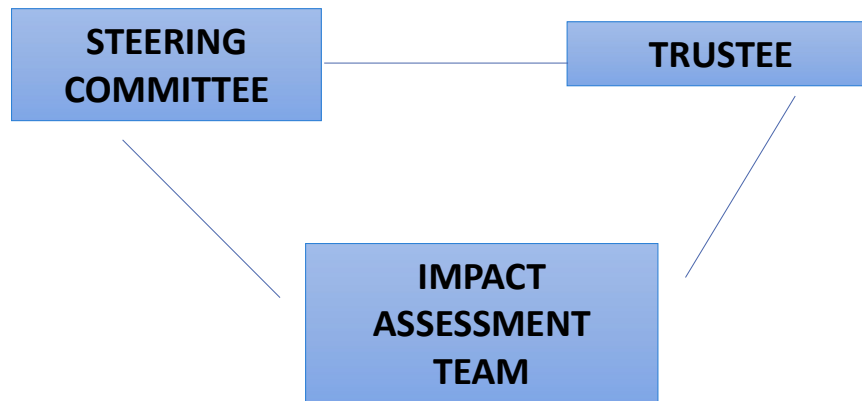 STEERING
COMMITTEE
TRUSTEE
IMPACT
ASSESSMENT
TEAM